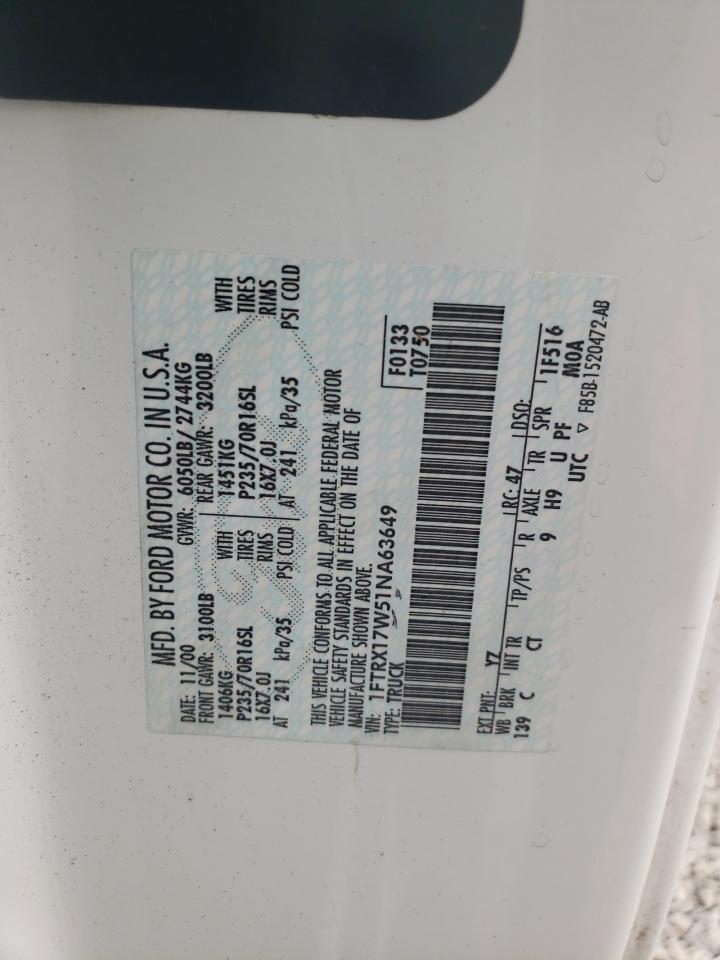 MFD. BY FORD MOTOR CO. IN U.S.A.
DATE: 11/00 GVWR: 6050LB/ 2744KG
FRONT GAWR: 3100LB REAR GAWR: 3200LB
1406KG WITH 1451KG WITH
P235/70R16SL TIRES P235/70R16SL TIRES
16X7.0J RIMS 16X7.0J RIMS
AT 241 kPa/35 PSI COLD AT 241 kPa/35 PSI COLD
THIS VEHICLE CONFORMS TO ALL APPLICABLE FEDERAL MOTOR
VEHICLE SAFETY STANDARDS IN EFFECT ON THE DATE OF
MANUFACTURE SHOWN ABOVE.
VIN: 1FTRX17W51NA63649 F0133
TYPE: TRUCK T0750
EXT PNT: YZ RC: 47 DSO:
WB BRK INT TR TP/PS R AXLE TR SPR
139 C CT 9 H9 U PF 1F516
M0A
UTC ▽ F85B-1520472-AB